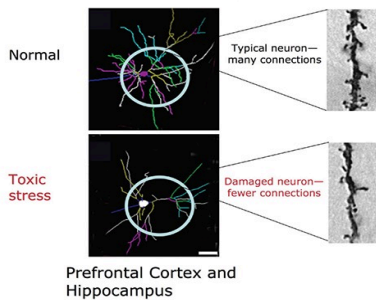 Normal
Typical neuron—
many connections
Toxic
stress
Damaged neuron—
fewer connections
Prefrontal Cortex and
Hippocampus